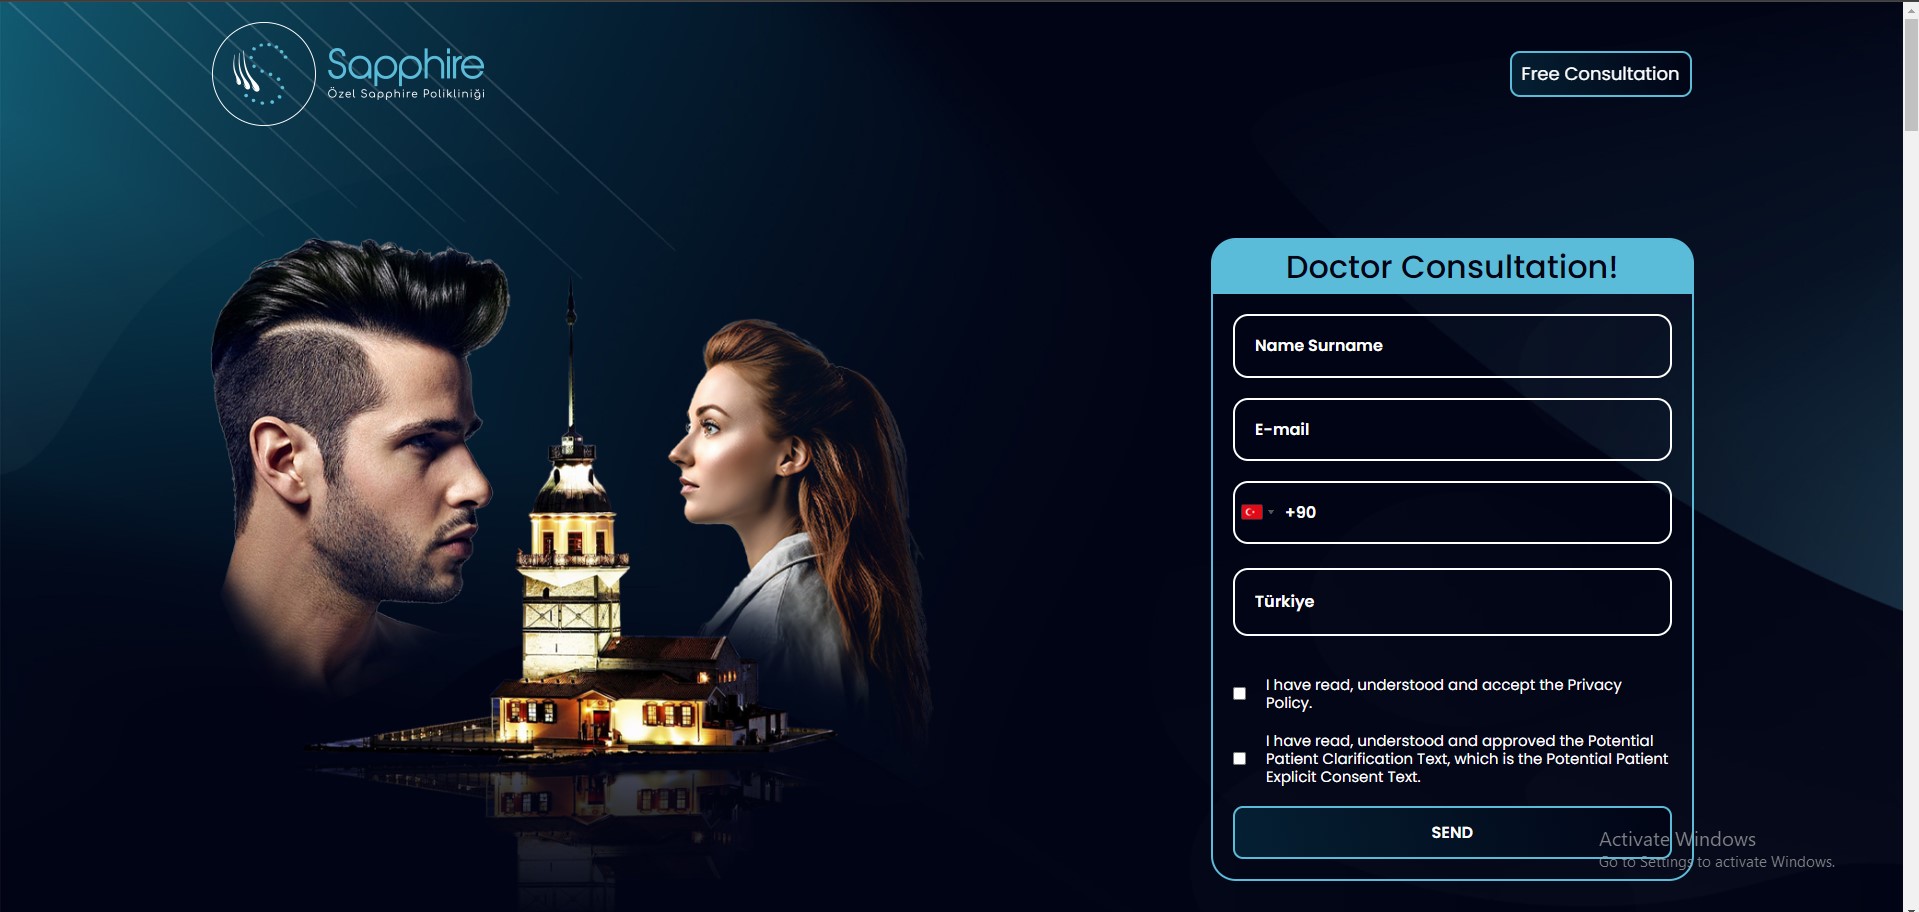 Sapphire
Özel Sapphire Polikliniği
Free Consultation
Doctor Consultation!
Name Surname
E-mail
+90
Türkiye
I have read, understood and accept the Privacy
Policy.
I have read, understood and approved the Potential
Patient Clarification Text, which is the Potential Patient
Explicit Consent Text.
SEND
Activate Windows
Go to Settings to activate Windows.